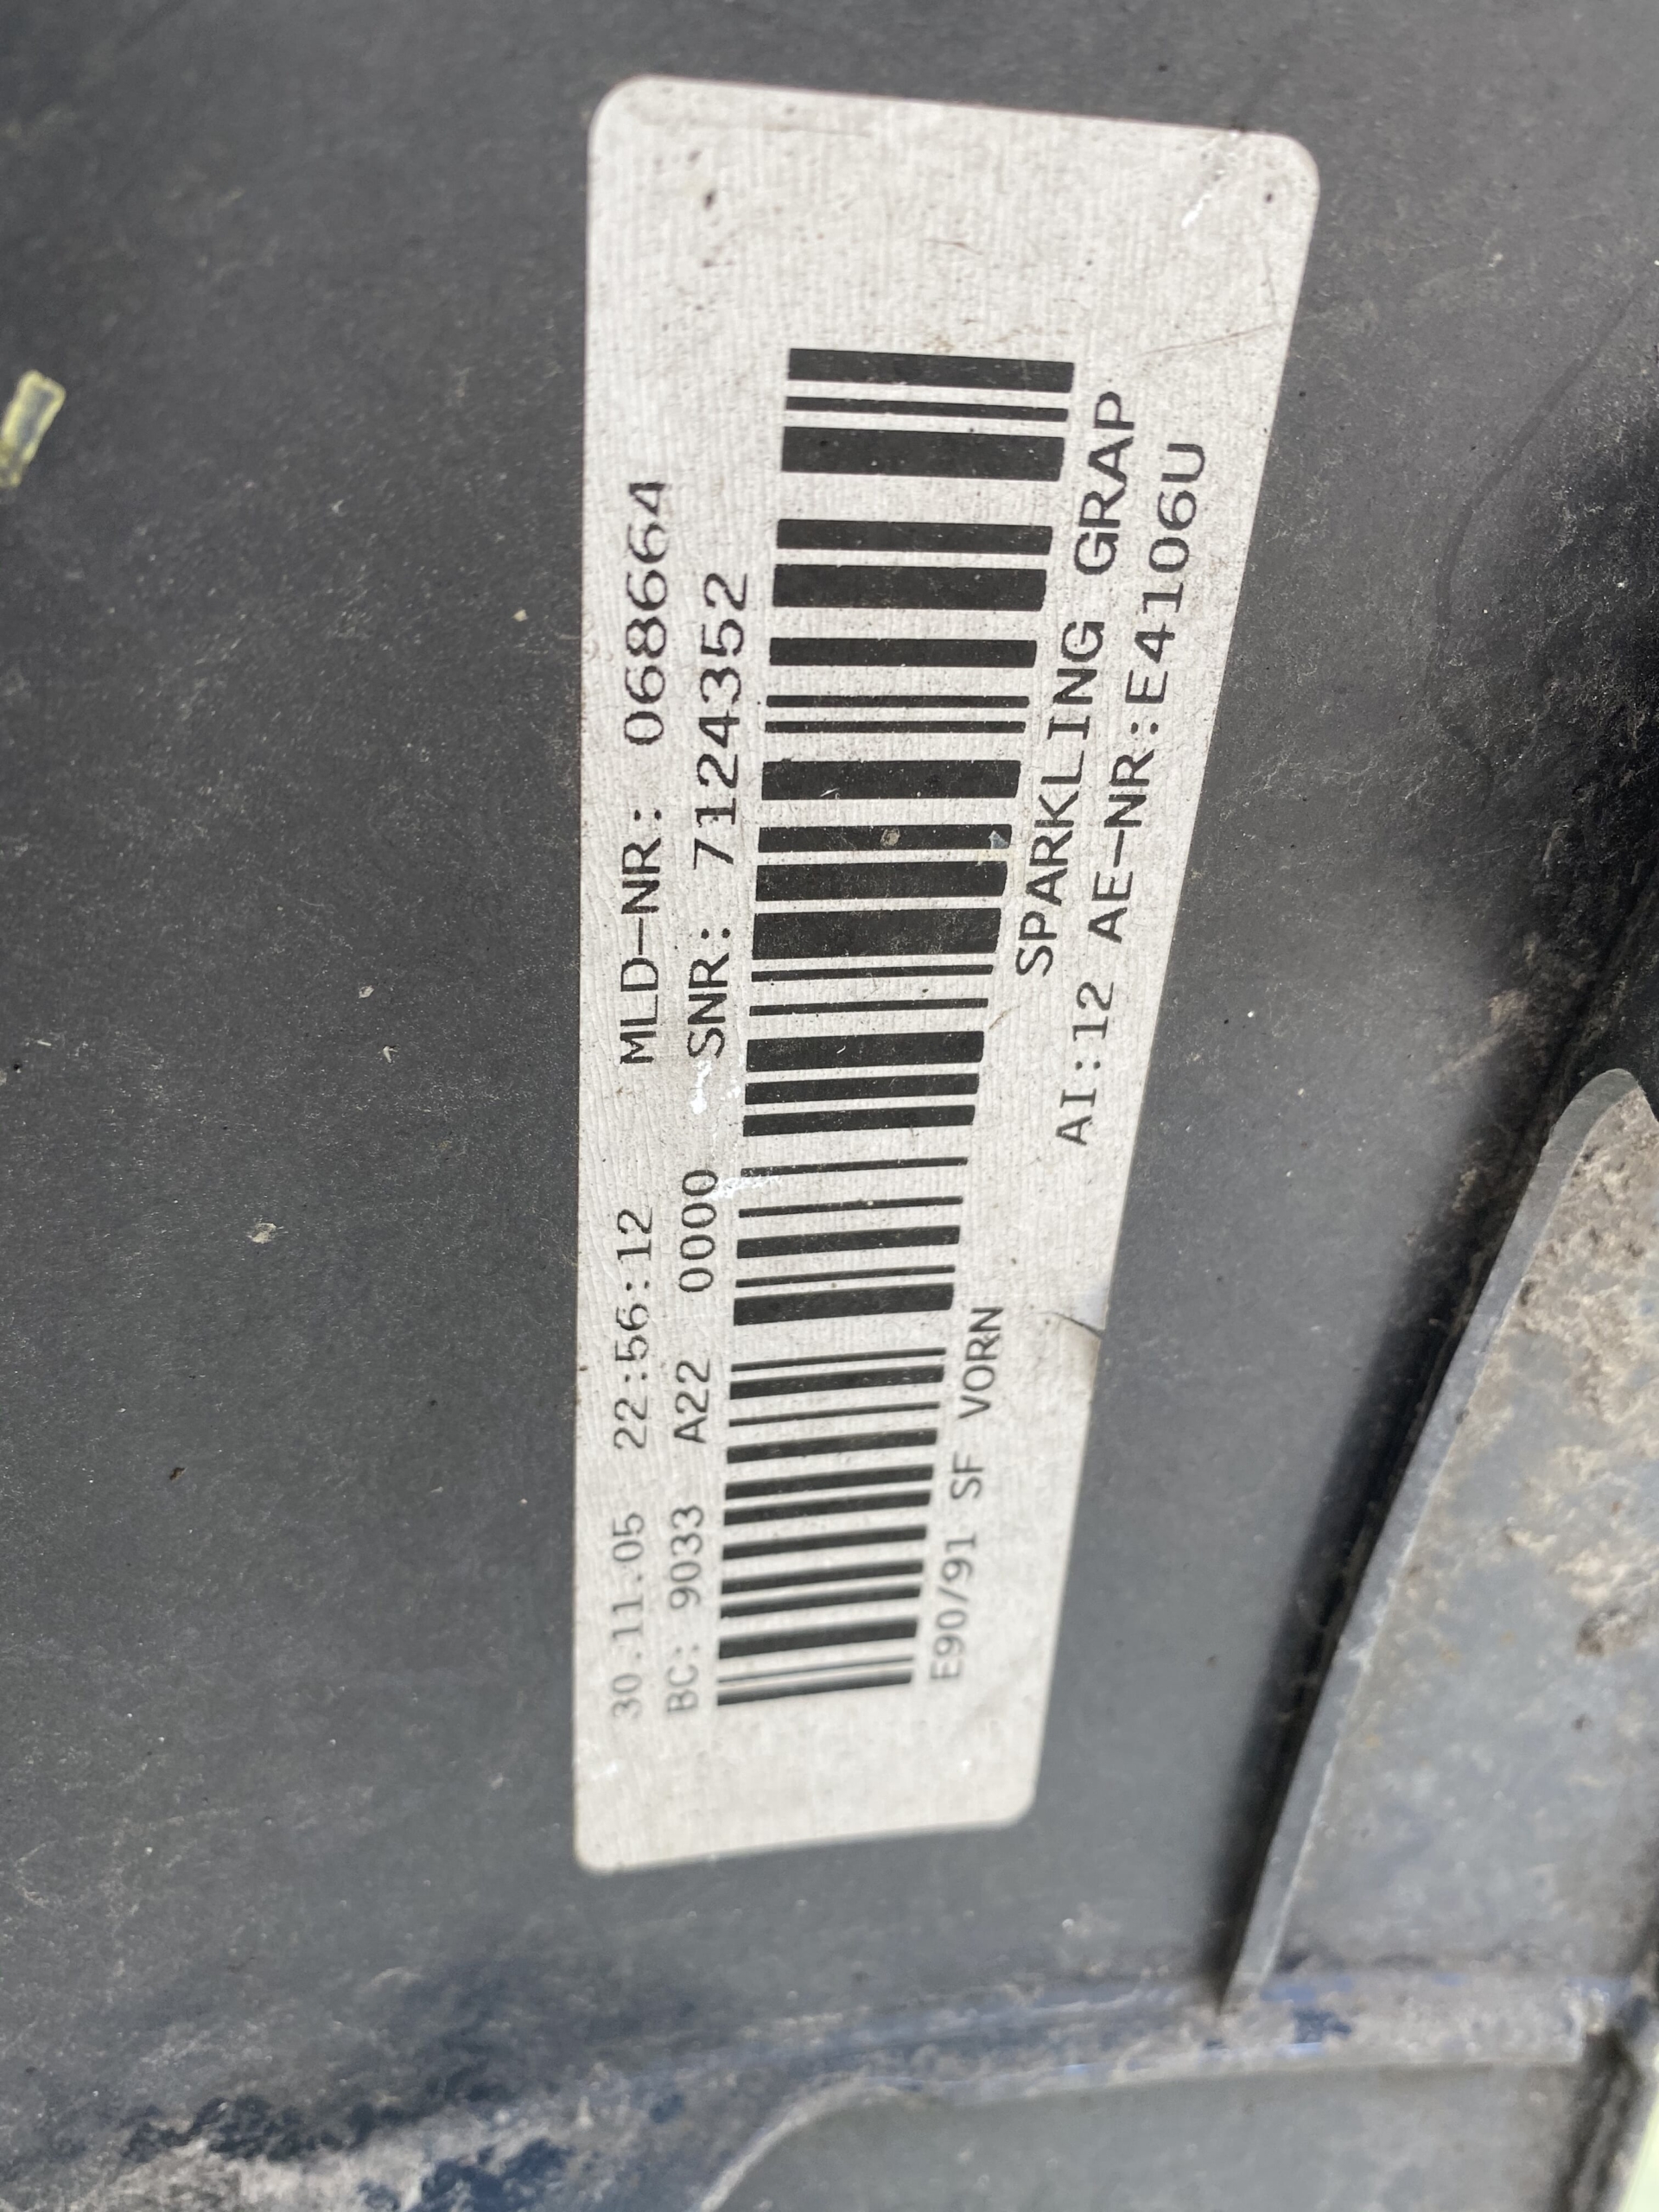 30.11.05 22:56:12 MLD-NR: 068664
BC: 9033 A22 0000 SNR: 7124352
E90/91 SF VORN SPARKLING GRAP
AI:12 AE-NR:E4106U